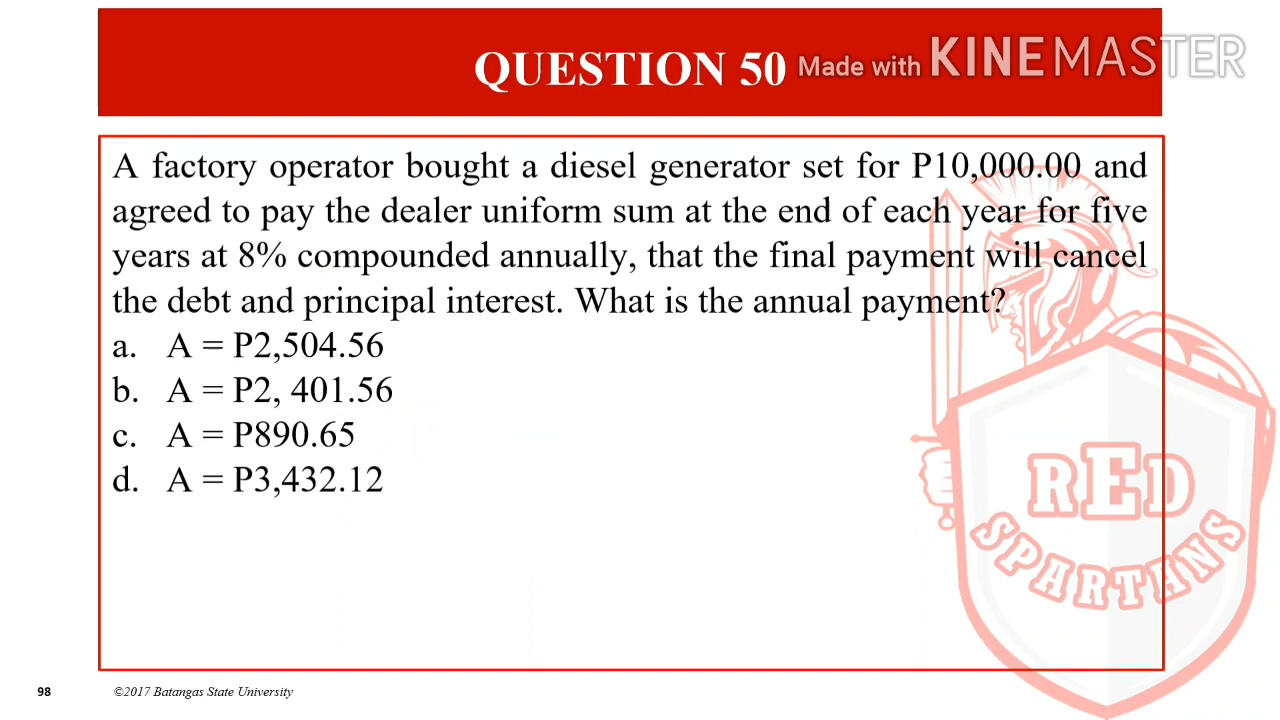 QUESTION 50 Made with KINEMASTER
A factory operator bought a diesel generator set for P10,000.00 and
agreed to pay the dealer uniform sum at the end of each year for five
years at 8% compounded annually, that the final payment will cancel
the debt and principal interest. What is the annual payment?
a. A = P2,504.56
b. A = P2, 401.56
c. A = P890.65
d. A = P3,432.12
RED
SPARTANS
98 ©2017 Batangas State University